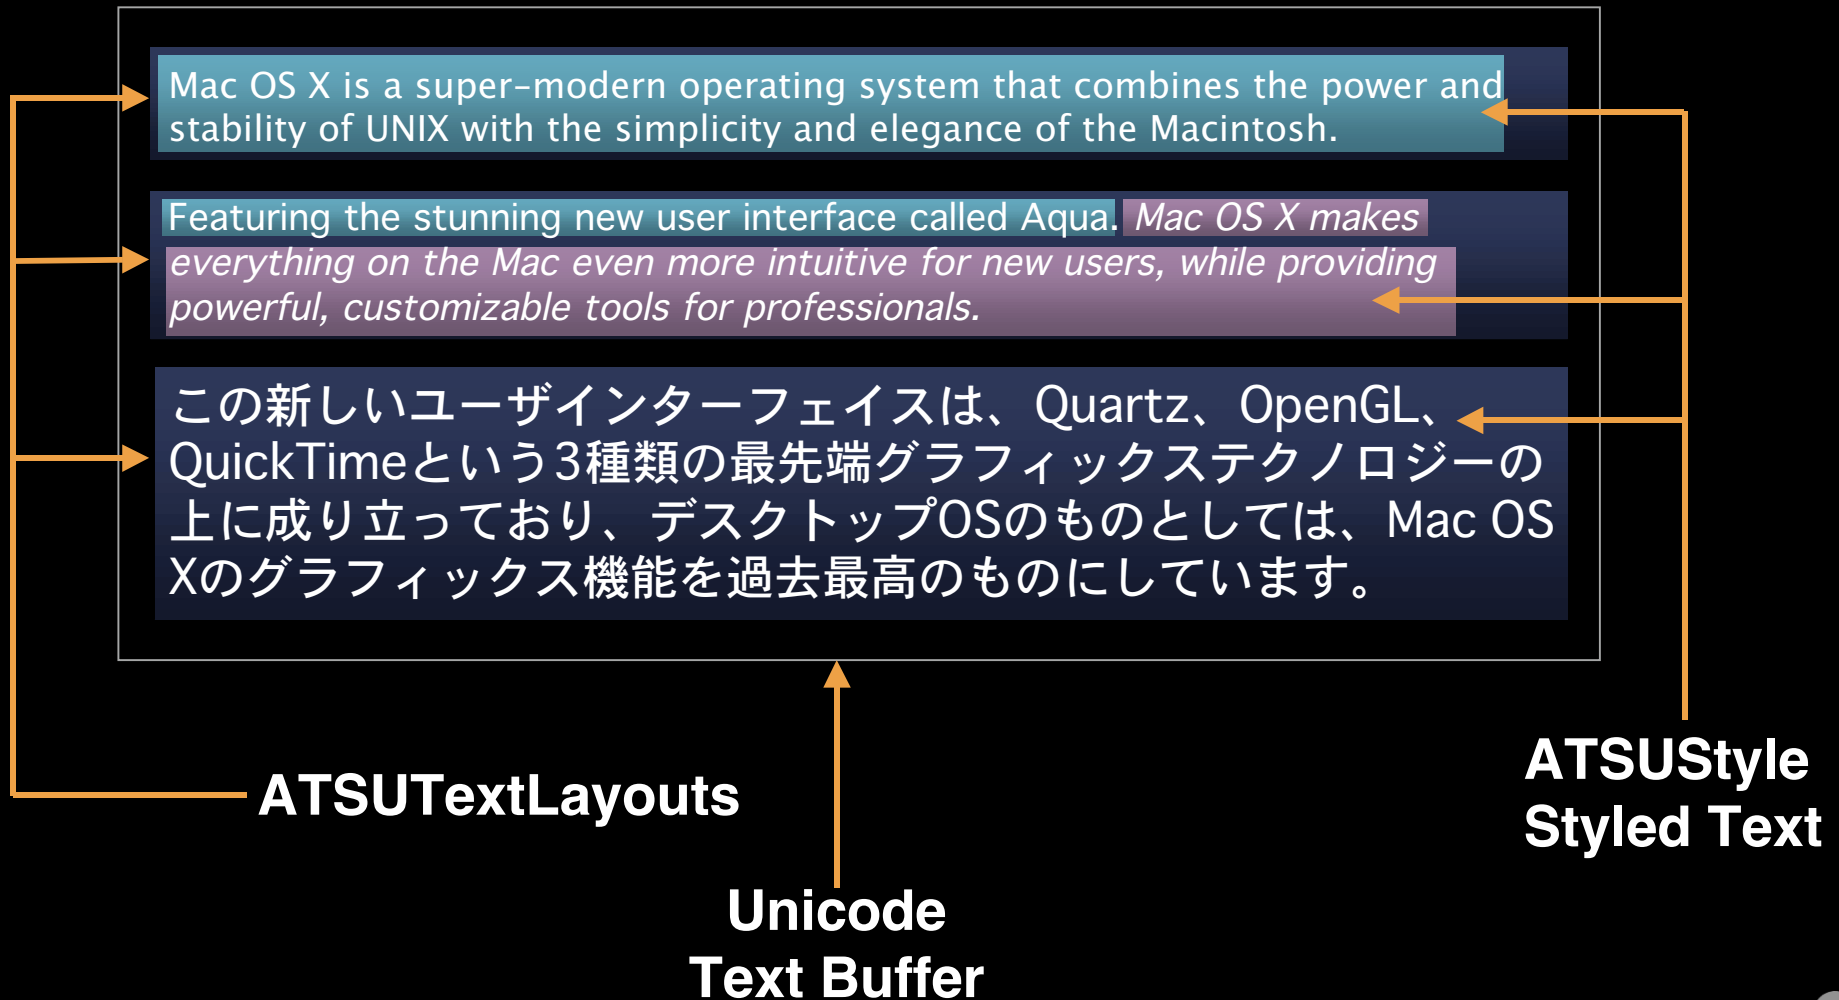 Mac OS X is a super-modern operating system that combines the power and
stability of UNIX with the simplicity and elegance of the Macintosh.
Featuring the stunning new user interface called Aqua. Mac OS X makes
everything on the Mac even more intuitive for new users, while providing
powerful, customizable tools for professionals.
この新しいユーザインターフェイスは、Quartz、OpenGL、
QuickTimeという3種類の最先端グラフィックステクノロジーの
上に成り立っており、デスクトップOSのものとしては、Mac OS
Xのグラフィックス機能を過去最高のものにしています。
ATSUTextLayouts
ATSUStyle
Styled Text
Unicode
Text Buffer